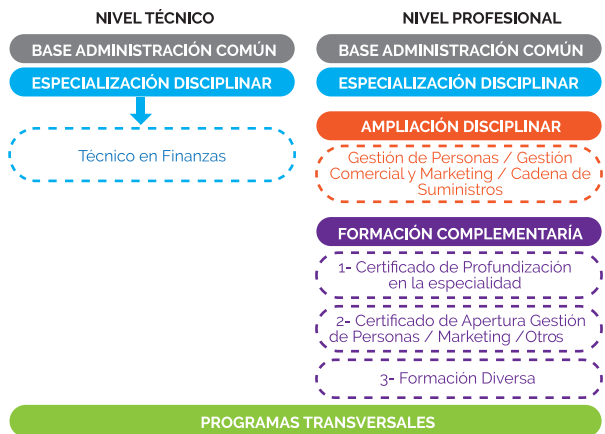 NIVEL TÉCNICO
BASE ADMINISTRACIÓN COMÚN
ESPECIALIZACIÓN DISCIPLINAR
Técnico en Finanzas
NIVEL PROFESIONAL
BASE ADMINISTRACIÓN COMÚN
ESPECIALIZACIÓN DISCIPLINAR
AMPLIACIÓN DISCIPLINAR
Gestión de Personas / Gestión
Comercial y Marketing / Cadena de
Suministros
FORMACIÓN COMPLEMENTARÍA
1- Certificado de Profundización
en la especialidad
2- Certificado de Apertura Gestión
de Personas / Marketing /Otros
3- Formación Diversa
PROGRAMAS TRANSVERSALES